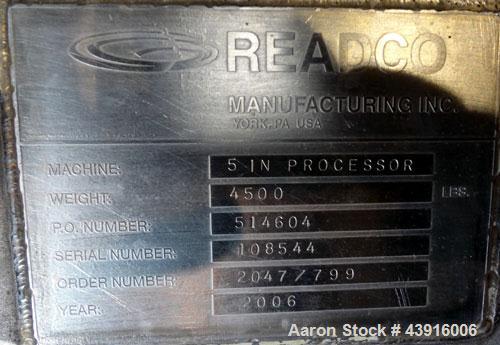 READCO
MANUFACTURING INC.
YORK, PA USA
MACHINE: 5 IN PROCESSOR
WEIGHT: 4500 LBS.
P.O. NUMBER: 514604
SERIAL NUMBER: 108544
ORDER NUMBER: 2047/799
YEAR: 2006
Aaron Stock # 43916006